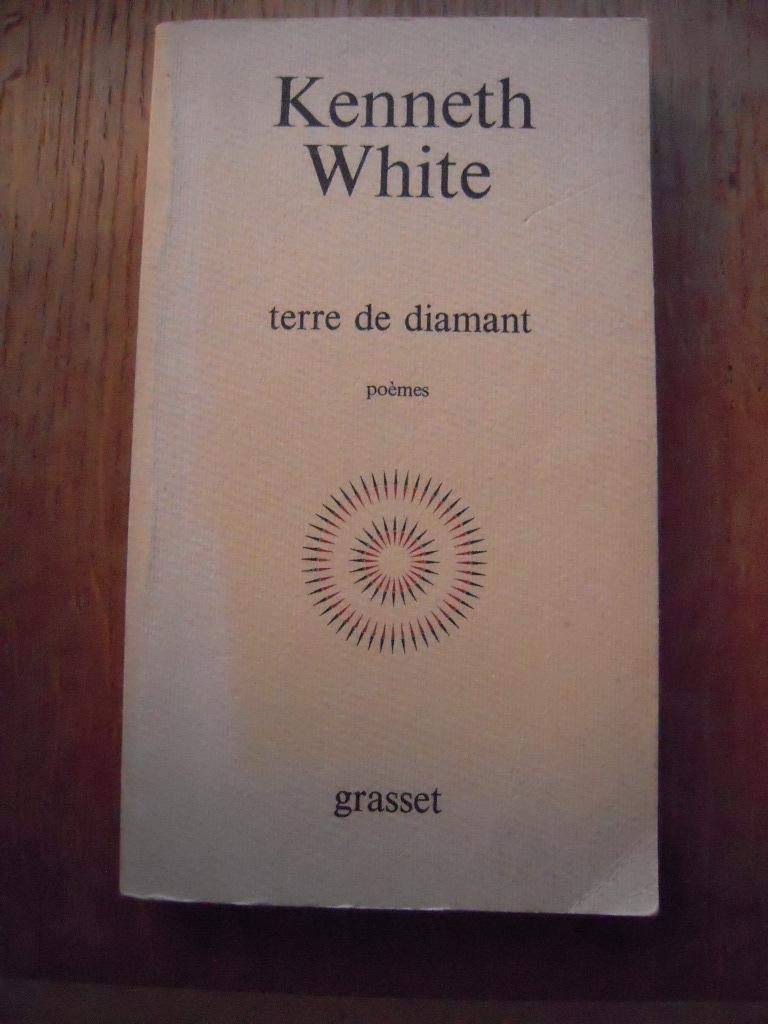 Kenneth
White
terre de diamant
poèmes
grasset